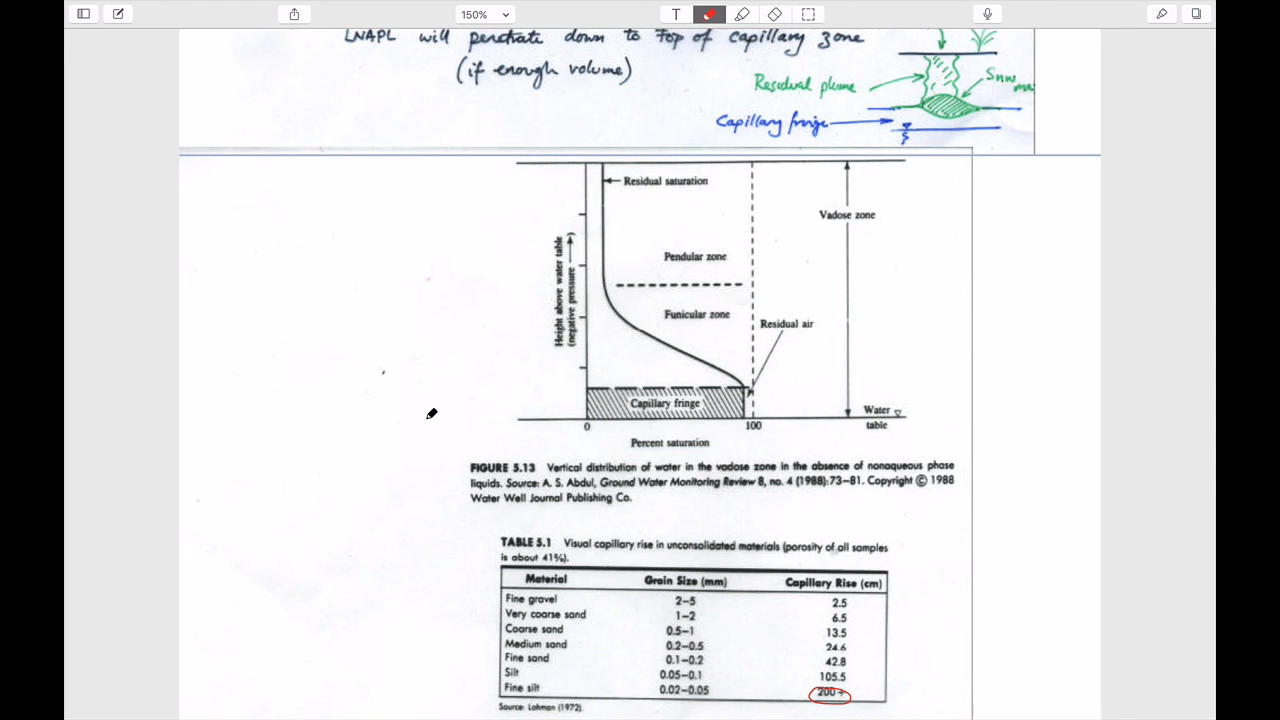 150%
T
LNAPL will penetrate down to top of capillary zone
(if enough volume)
Residual plume
Capillary fringe
Residual saturation
Vadose zone
Height above water table
(negative pressure
Pendular zone
Funicular zone
Residual air
Capillary fringe
Water
table
0
100
Percent saturation
FIGURE 5.13 Vertical distribution of water in the vadose zone in the absence of nonaqueous phase
liquids. Source: A. S. Abdul, Ground Water Monitoring Review 8, no. 4 (1988):73–81. Copyright © 1988
Water Well Journal Publishing Co.
TABLE 5.1 Visual capillary rise in unconsolidated materials (porosity of all samples
is about 41%).
Material Grain Size (mm) Capillary Rise (cm)
Fine gravel 2–5 2.5
Very coarse sand 1–2 6.5
Coarse sand 0.5–1 13.5
Medium sand 0.2–0.5 24.6
Fine sand 0.1–0.2 42.8
Silt 0.05–0.1 105.5
Fine silt 0.02–0.05 200+
Source: Lohman (1972).